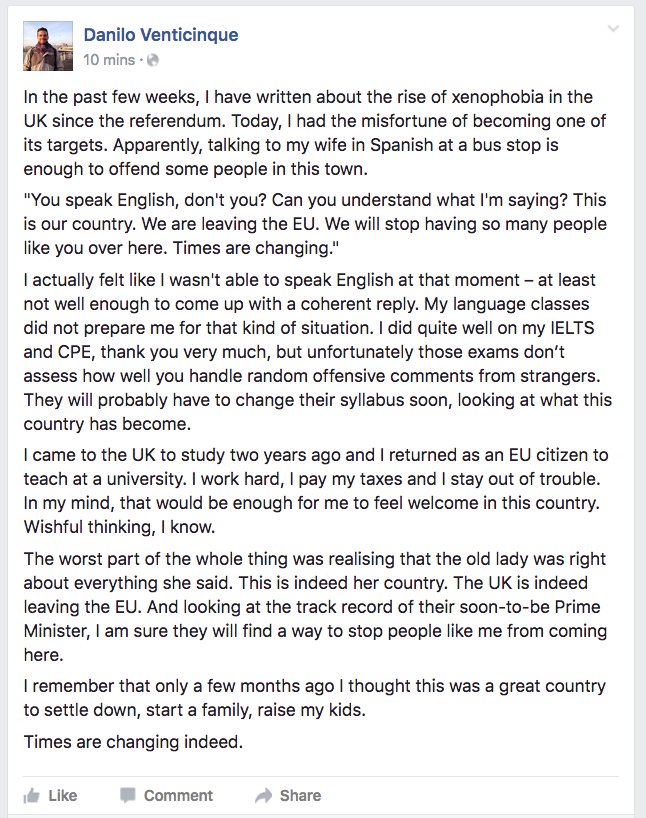 Danilo Venticinque
10 mins ·
In the past few weeks, I have written about the rise of xenophobia in the
UK since the referendum. Today, I had the misfortune of becoming one of
its targets. Apparently, talking to my wife in Spanish at a bus stop is
enough to offend some people in this town.
"You speak English, don't you? Can you understand what I'm saying? This
is our country. We are leaving the EU. We will stop having so many people
like you over here. Times are changing."
I actually felt like I wasn't able to speak English at that moment – at least
not well enough to come up with a coherent reply. My language classes
did not prepare me for that kind of situation. I did quite well on my IELTS
and CPE, thank you very much, but unfortunately those exams don’t
assess how well you handle random offensive comments from strangers.
They will probably have to change their syllabus soon, looking at what this
country has become.
I came to the UK to study two years ago and I returned as an EU citizen to
teach at a university. I work hard, I pay my taxes and I stay out of trouble.
In my mind, that would be enough for me to feel welcome in this country.
Wishful thinking, I know.
The worst part of the whole thing was realising that the old lady was right
about everything she said. This is indeed her country. The UK is indeed
leaving the EU. And looking at the track record of their soon-to-be Prime
Minister, I am sure they will find a way to stop people like me from coming
here.
I remember that only a few months ago I thought this was a great country
to settle down, start a family, raise my kids.
Times are changing indeed.
Like Comment Share